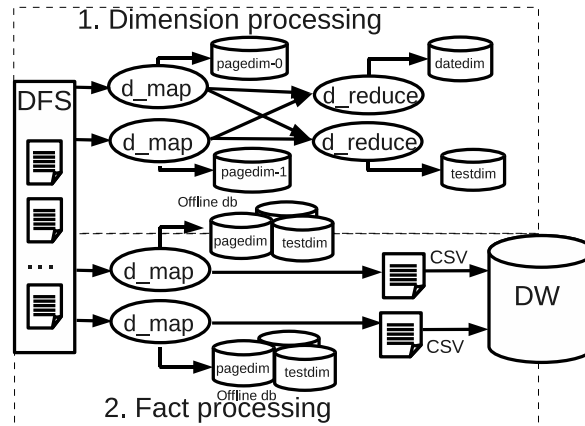 1. Dimension processing
pagedim-0
datedim
DFS
d_map
d_reduce
d_map
d_reduce
pagedim-1
testdim
Offline db
pagedim
testdim
CSV
...
d_map
DW
d_map
CSV
pagedim
testdim
Offline db
2. Fact processing